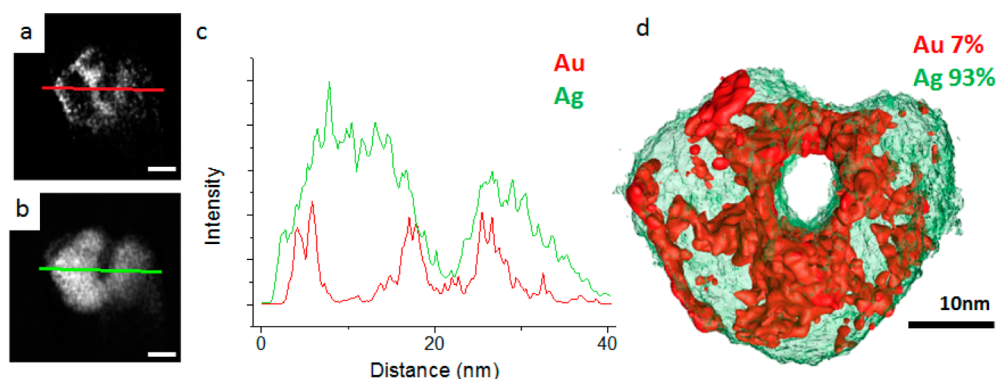 a
b
c
Au
Ag
Intensity
0
20
40
Distance (nm)
d
Au 7%
Ag 93%
10nm